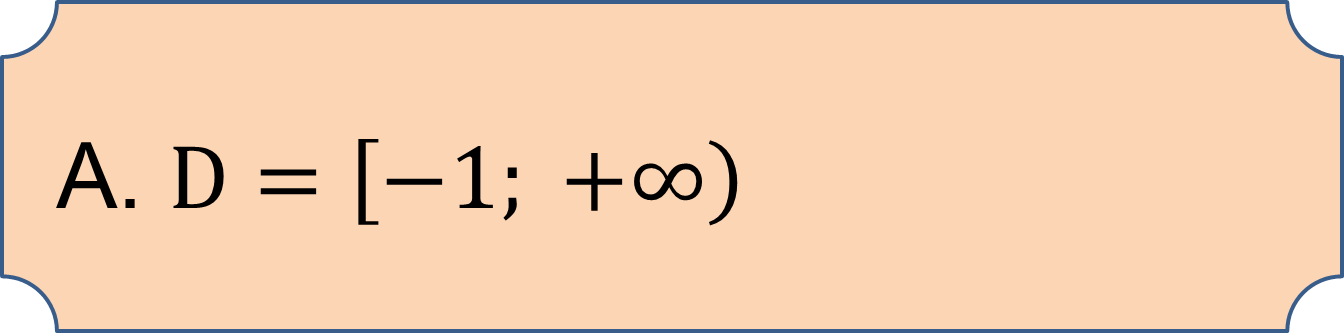 A. D = [−1; +∞)